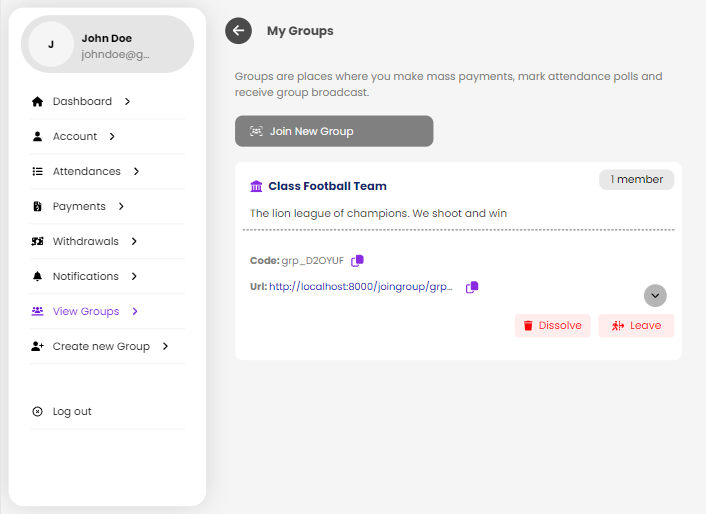 J
John Doe
johndoe@g...
Dashboard
Account
Attendances
Payments
Withdrawals
Notifications
View Groups
Create new Group
Log out
My Groups
Groups are places where you make mass payments, mark attendance polls and
receive group broadcast.
Join New Group
Class Football Team
1 member
The lion league of champions. We shoot and win
Code: grp_D2OYUF
Url: http://localhost:8000/joingroup/grp...
Dissolve
Leave